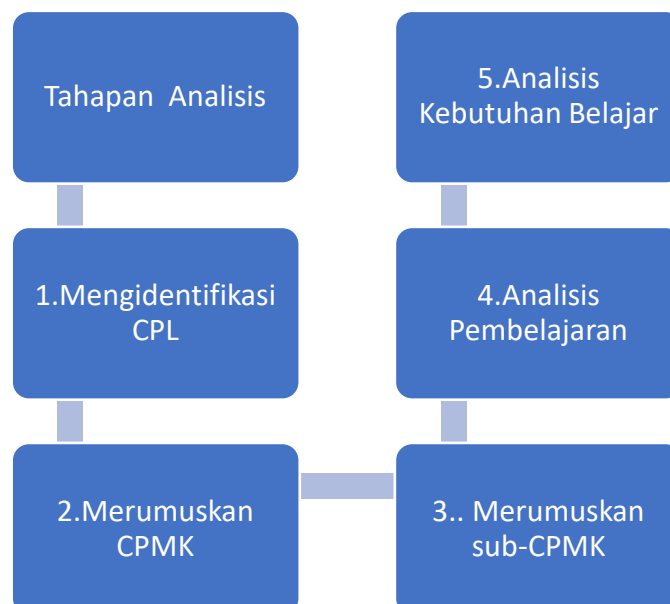 Tahapan Analisis
1.Mengidentifikasi
CPL
2.Merumuskan
CPMK
3.. Merumuskan
sub-CPMK
4.Analisis
Pembelajaran
5.Analisis
Kebutuhan Belajar